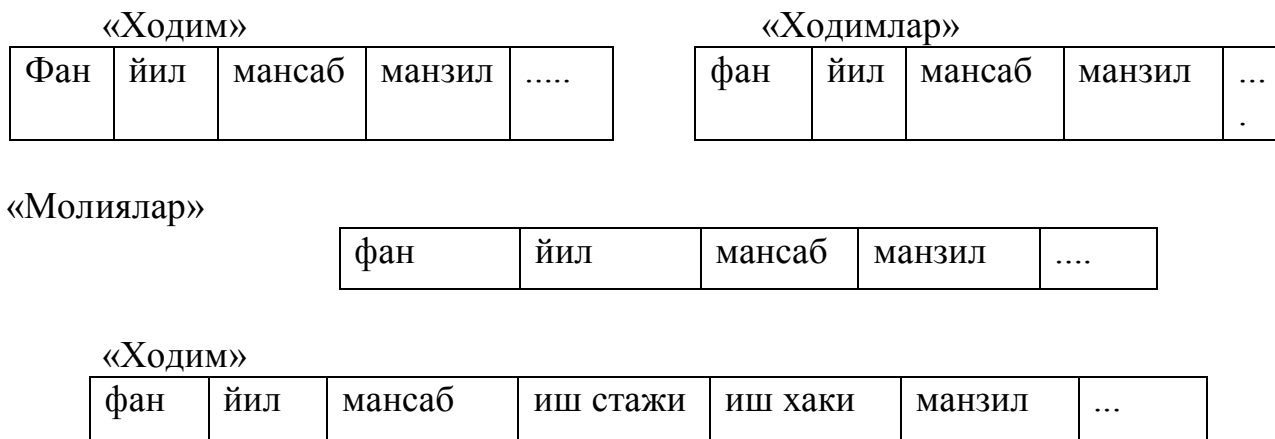 «Ходим» «Ходимлар»
Фан йил мансаб манзил ..... фан йил мансаб манзил ...
.
«Молиялар»
фан йил мансаб манзил ....
«Ходим»
фан йил мансаб иш стажи иш хаки манзил ...